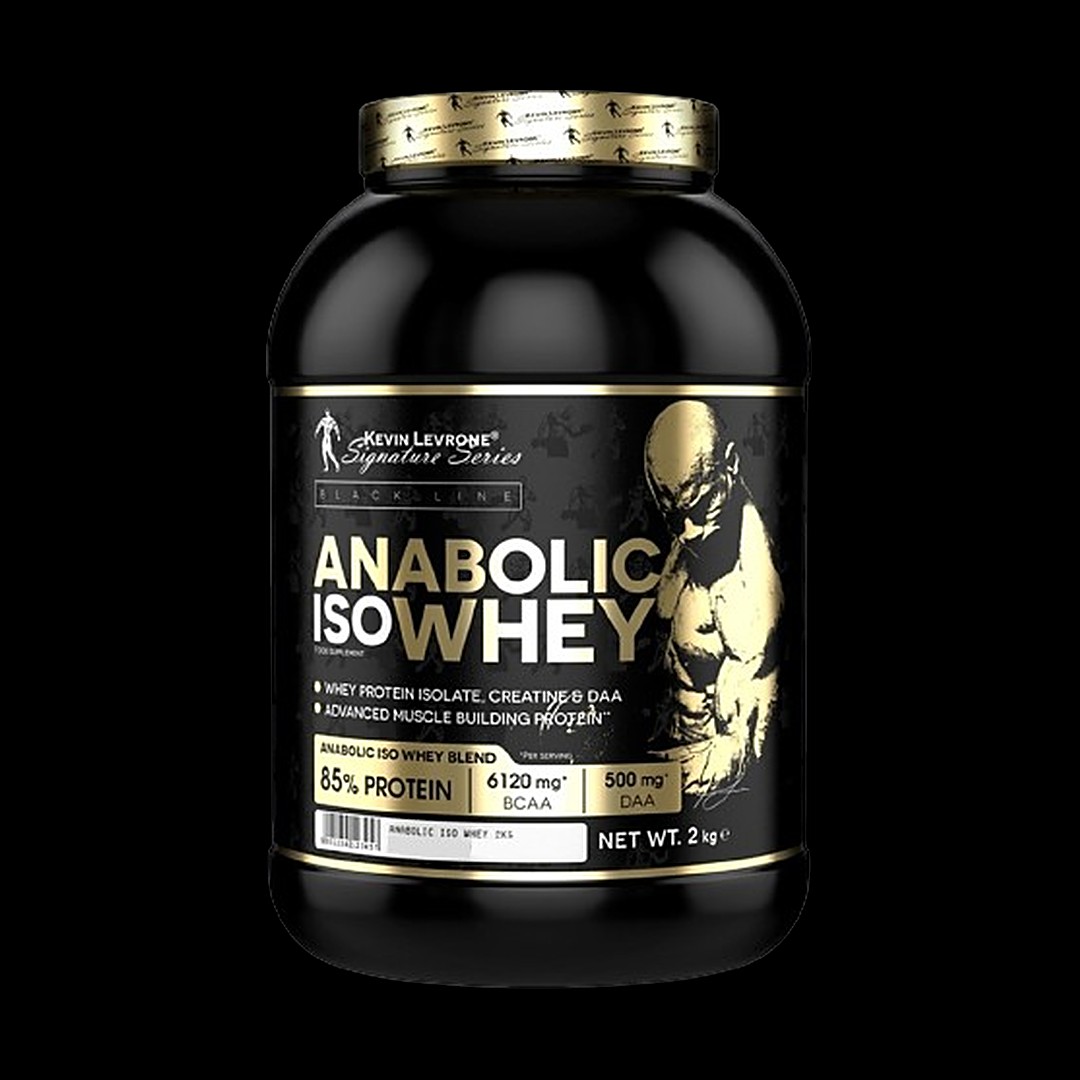 KEVIN LEVRONE®
Signature Series
BLACK LINE
ANABOLIC
ISOWHEY
FOOD SUPPLEMENT
WHEY PROTEIN ISOLATE, CREATINE & DAA
ADVANCED MUSCLE BUILDING PROTEIN**
ANABOLIC ISO WHEY BLEND
*PER SERVING
85% PROTEIN
6120 mg*
BCAA
500 mg*
DAA
ANABOLIC ISO WHEY 2KG
NET WT. 2 kg ℮